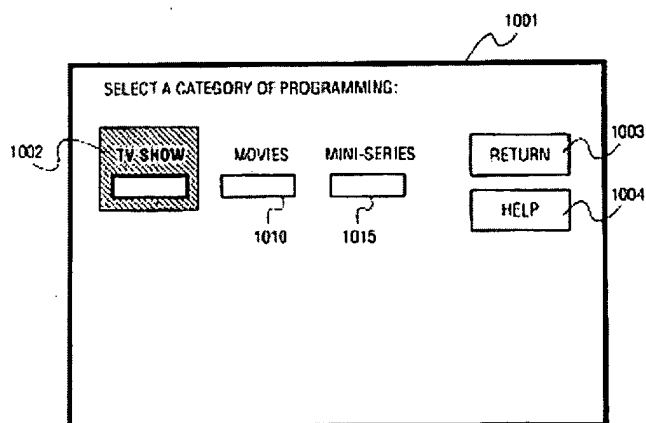 1001
SELECT A CATEGORY OF PROGRAMMING:
1002
TV SHOW
MOVIES
MINI-SERIES
RETURN
1003
HELP
1004
1010
1015